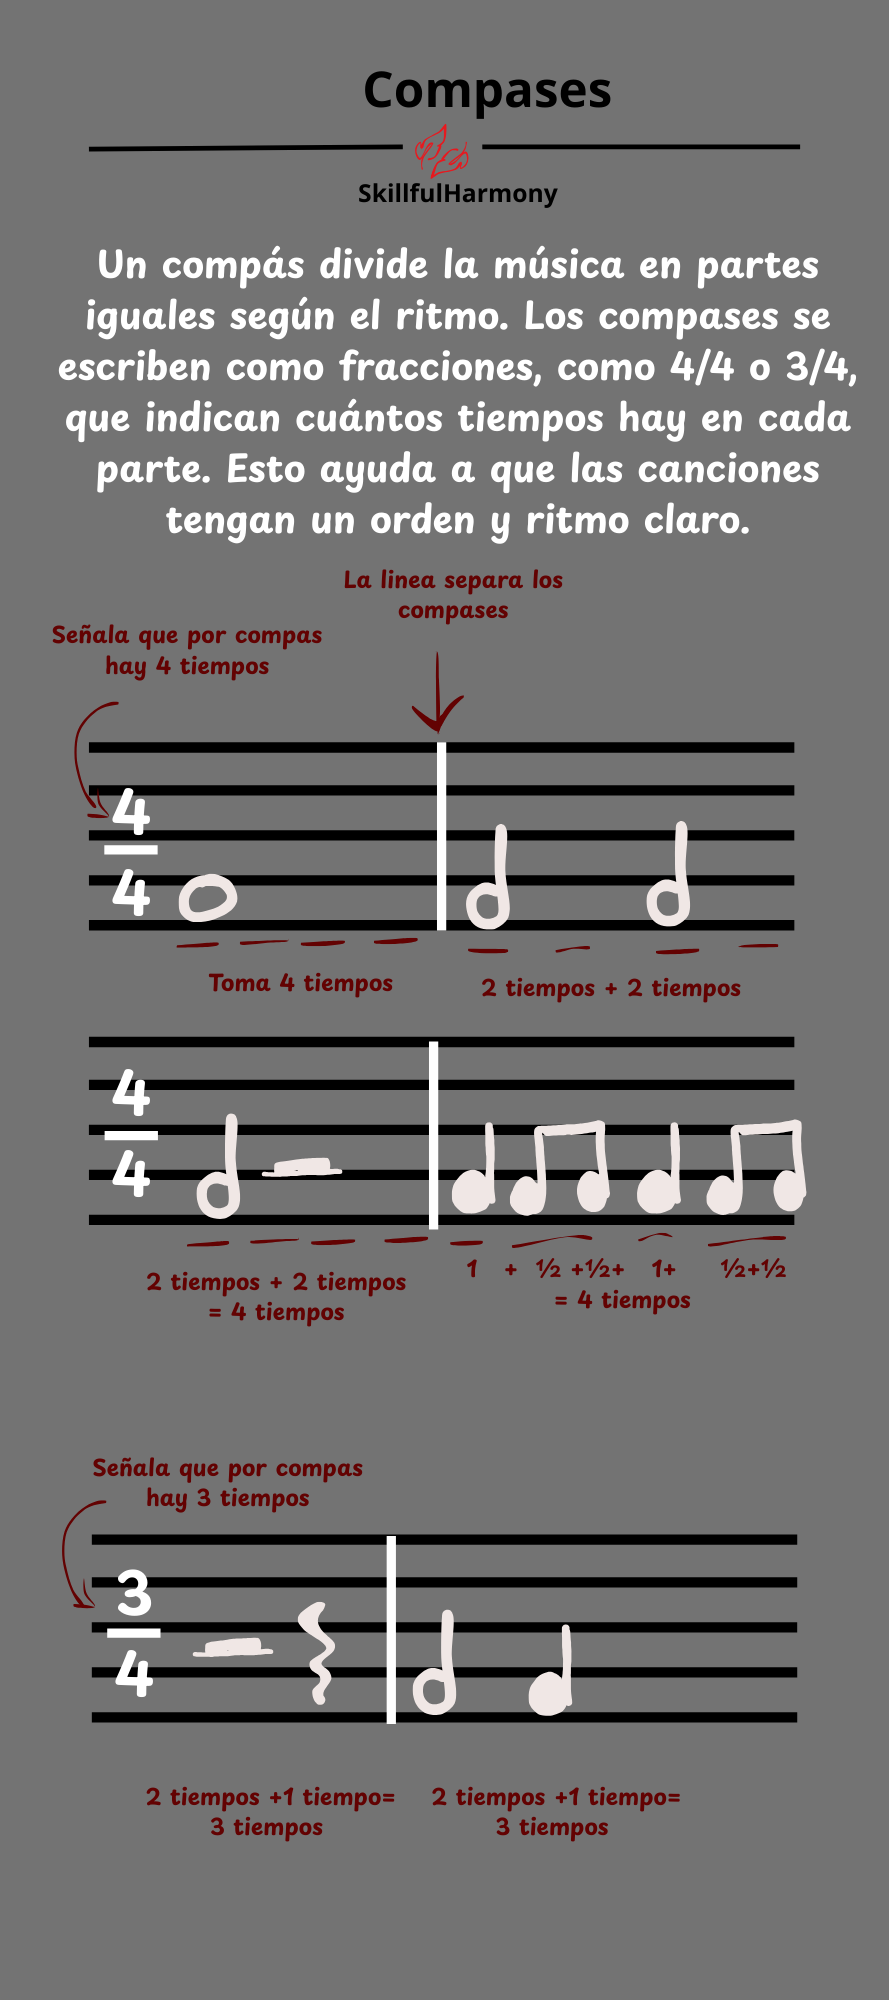 Compases
SkillfulHarmony
Un compás divide la música en partes
iguales según el ritmo. Los compases se
escriben como fracciones, como 4/4 o 3/4,
que indican cuántos tiempos hay en cada
parte. Esto ayuda a que las canciones
tengan un orden y ritmo claro.
La linea separa los
compases
Señala que por compas
hay 4 tiempos
4
4
Toma 4 tiempos
2 tiempos + 2 tiempos
4
4
2 tiempos + 2 tiempos
= 4 tiempos
1 + ½ +½+ 1+ ½+½
= 4 tiempos
Señala que por compas
hay 3 tiempos
3
4
2 tiempos +1 tiempo=
3 tiempos
2 tiempos +1 tiempo=
3 tiempos